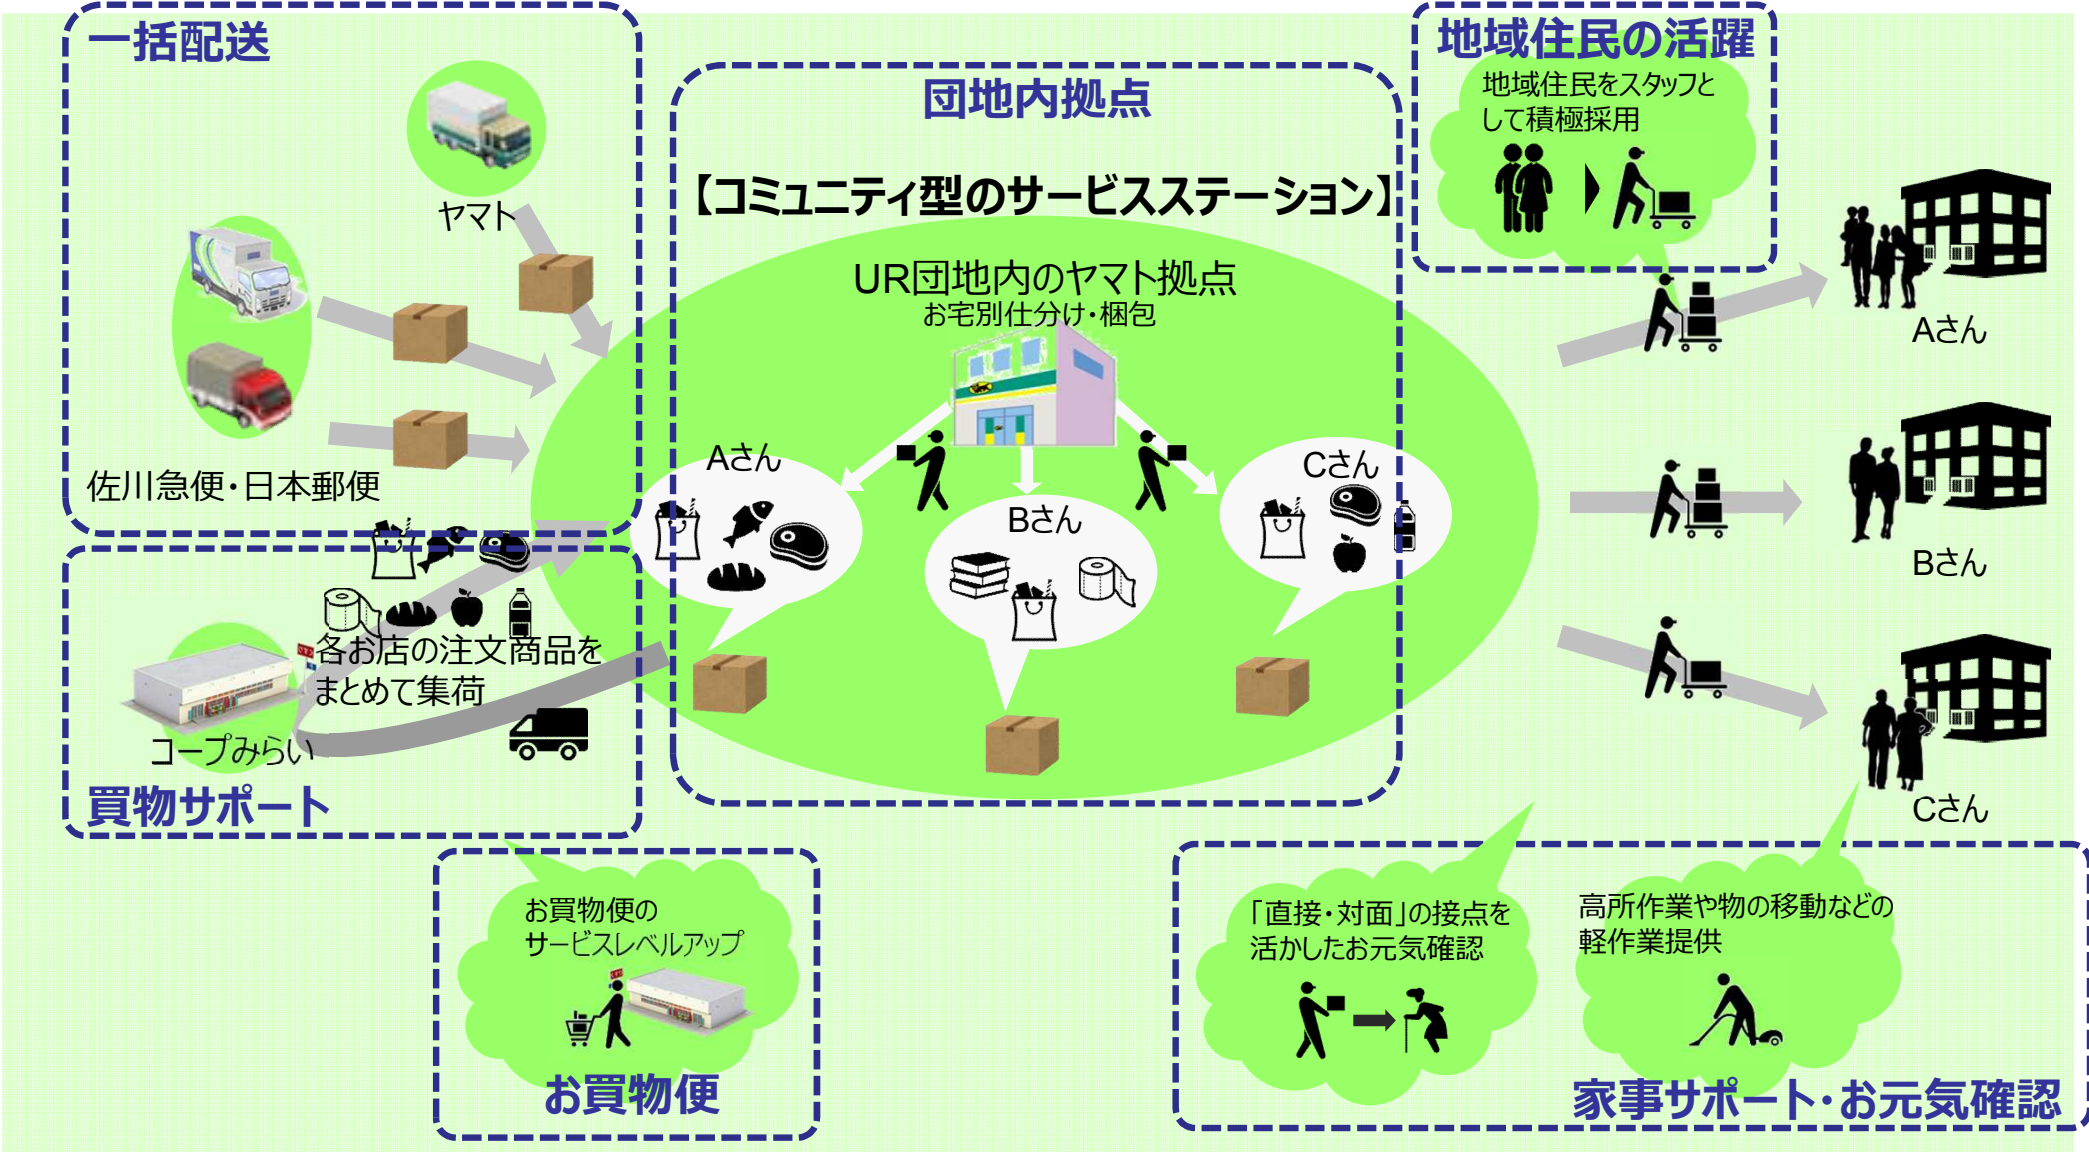 一括配送
ヤマト
佐川急便・日本郵便
団地内拠点
【コミュニティ型のサービスステーション】
UR団地内のヤマト拠点
お宅別仕分け・梱包
Aさん
Bさん
Cさん
地域住民の活躍
地域住民をスタッフと
して積極採用
Aさん
Bさん
Cさん
各お店の注文商品を
まとめて集荷
コープみらい
買物サポート
お買物便の
サービスレベルアップ
お買物便
「直接・対面」の接点を
活かしたお元気確認
高所作業や物の移動などの
軽作業提供
家事サポート・お元気確認